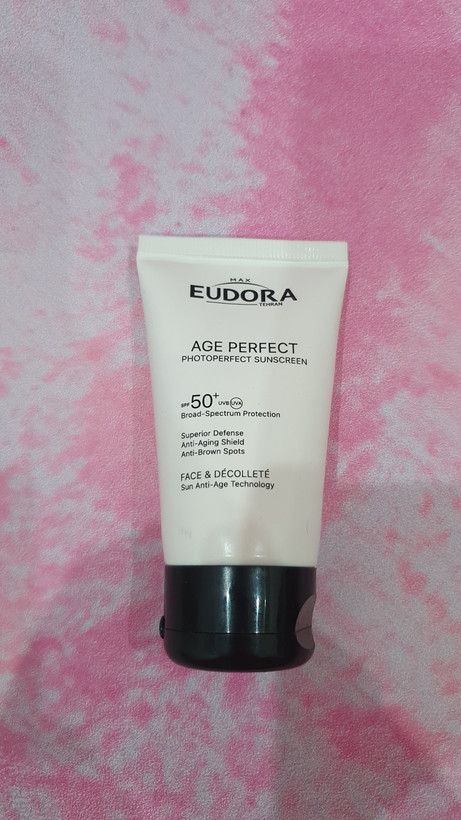 MAX
EUDORA
TEHRAN
AGE PERFECT
PHOTOPERFECT SUNSCREEN
SPF 50+ UVB UVA
Broad-Spectrum Protection
Superior Defense
Anti-Aging Shield
Anti-Brown Spots
FACE & DÉCOLLETÉ
Sun Anti-Age Technology